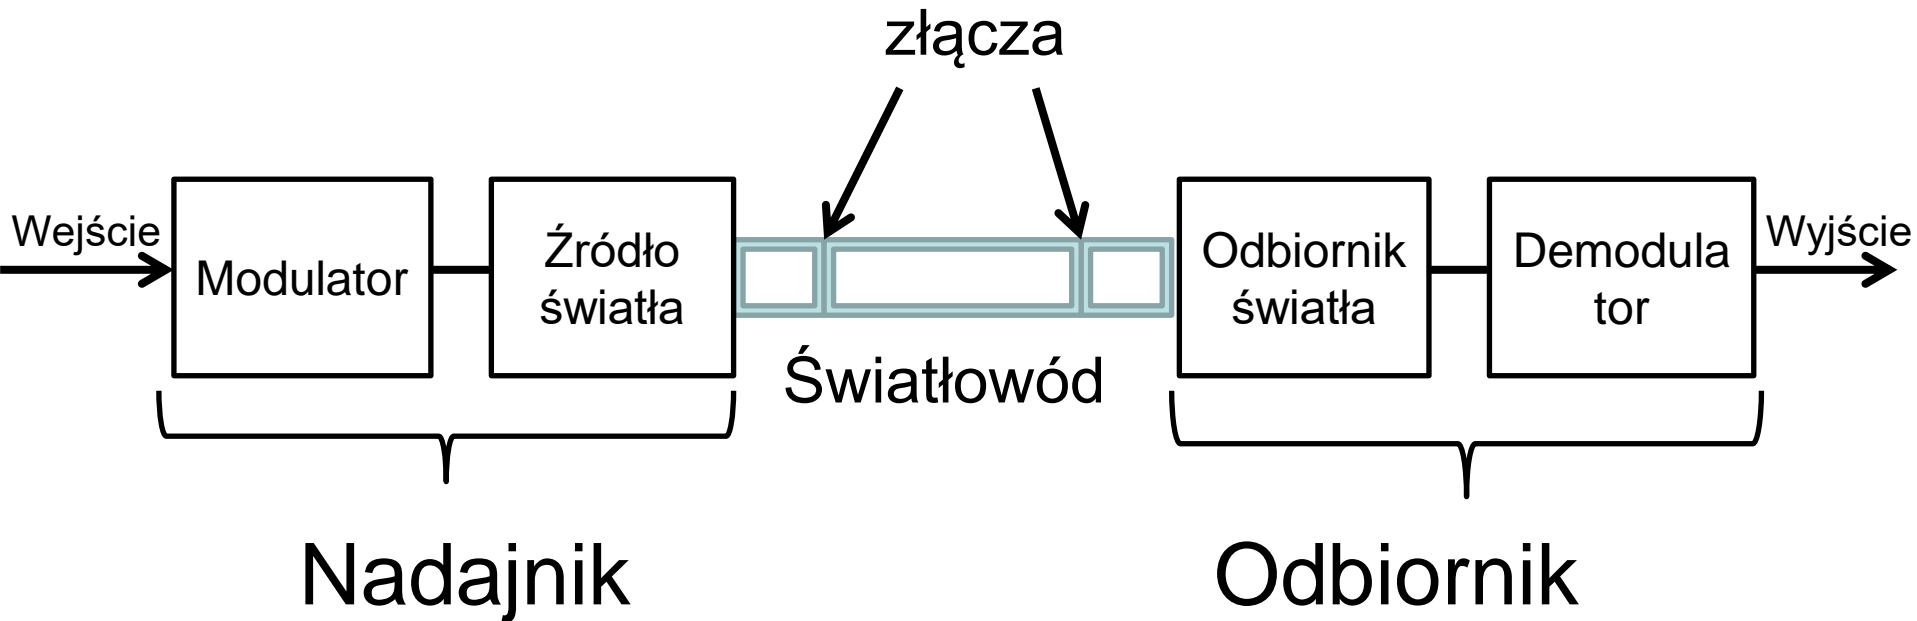 złącza
Wejście
Modulator
Źródło
światła
Odbiornik
światła
Demodula
tor
Wyjście
Światłowód
Nadajnik
Odbiornik